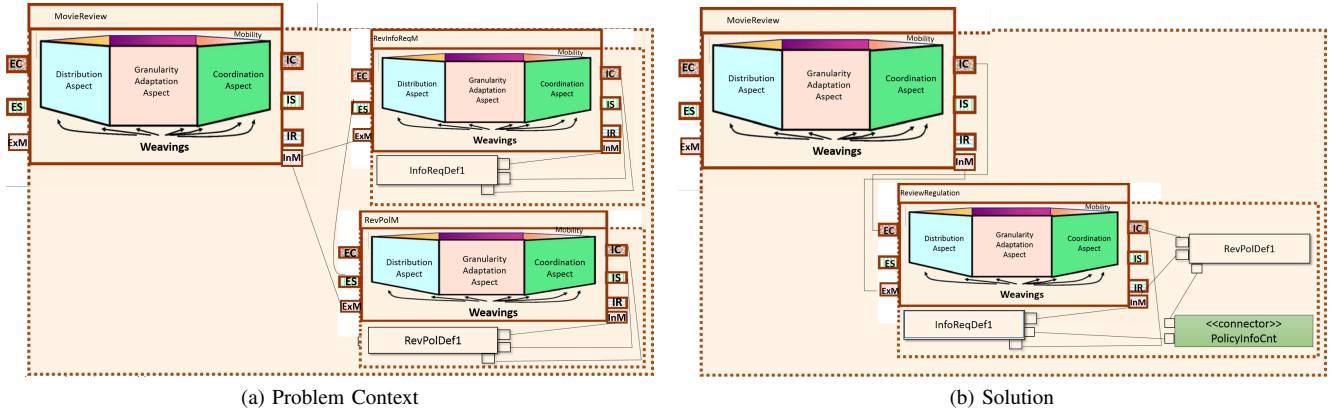 MovieReview
Mobility
Distribution
Aspect
Granularity
Adaptation
Aspect
Coordination
Aspect
Weavings
EC
ES
ExM
IC
IS
IR
InM
RevInfoReqM
Mobility
Distribution
Aspect
Granularity
Adaptation
Aspect
Coordination
Aspect
Weavings
EC
ES
ExM
IC
IS
IR
InM
InfoReqDef1
RevPolM
Mobility
Distribution
Aspect
Granularity
Adaptation
Aspect
Coordination
Aspect
Weavings
EC
ES
ExM
IC
IS
IR
InM
RevPolDef1
(a) Problem Context
MovieReview
Mobility
Distribution
Aspect
Granularity
Adaptation
Aspect
Coordination
Aspect
Weavings
EC
ES
ExM
IC
IS
IR
InM
ReviewRegulation
Mobility
Distribution
Aspect
Granularity
Adaptation
Aspect
Coordination
Aspect
Weavings
EC
ES
ExM
IC
IS
IR
InM
RevPolDef1
InfoReqDef1
<<connector>>
PolicyInfoCnt
(b) Solution